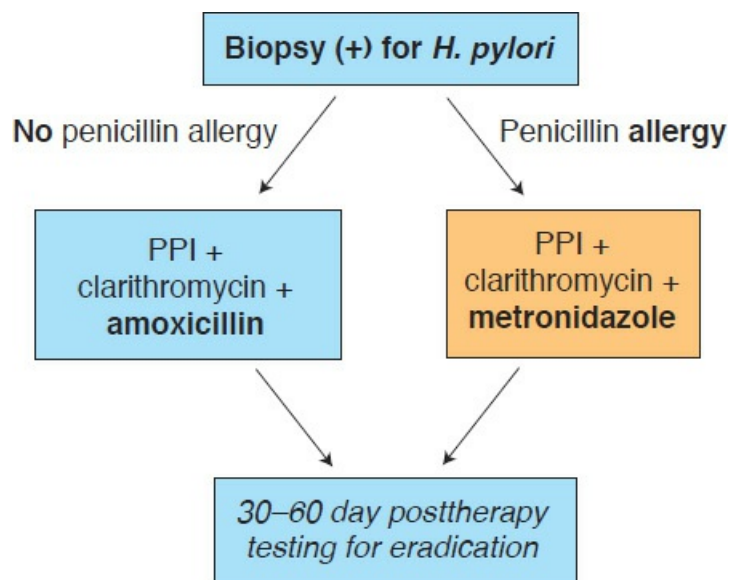 Biopsy (+) for H. pylori
No penicillin allergy
Penicillin allergy
PPI +
clarithromycin +
amoxicillin
PPI +
clarithromycin +
metronidazole
30–60 day posttherapy
testing for eradication